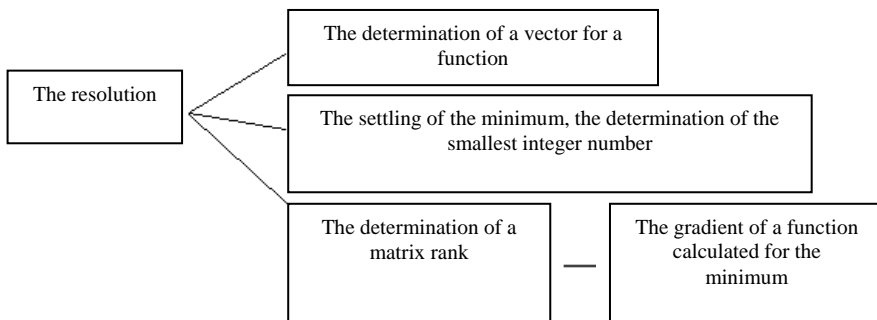 The determination of a vector for a
function
The resolution
The settling of the minimum, the determination of the
smallest integer number
The determination of a
matrix rank
The gradient of a function
calculated for the
minimum